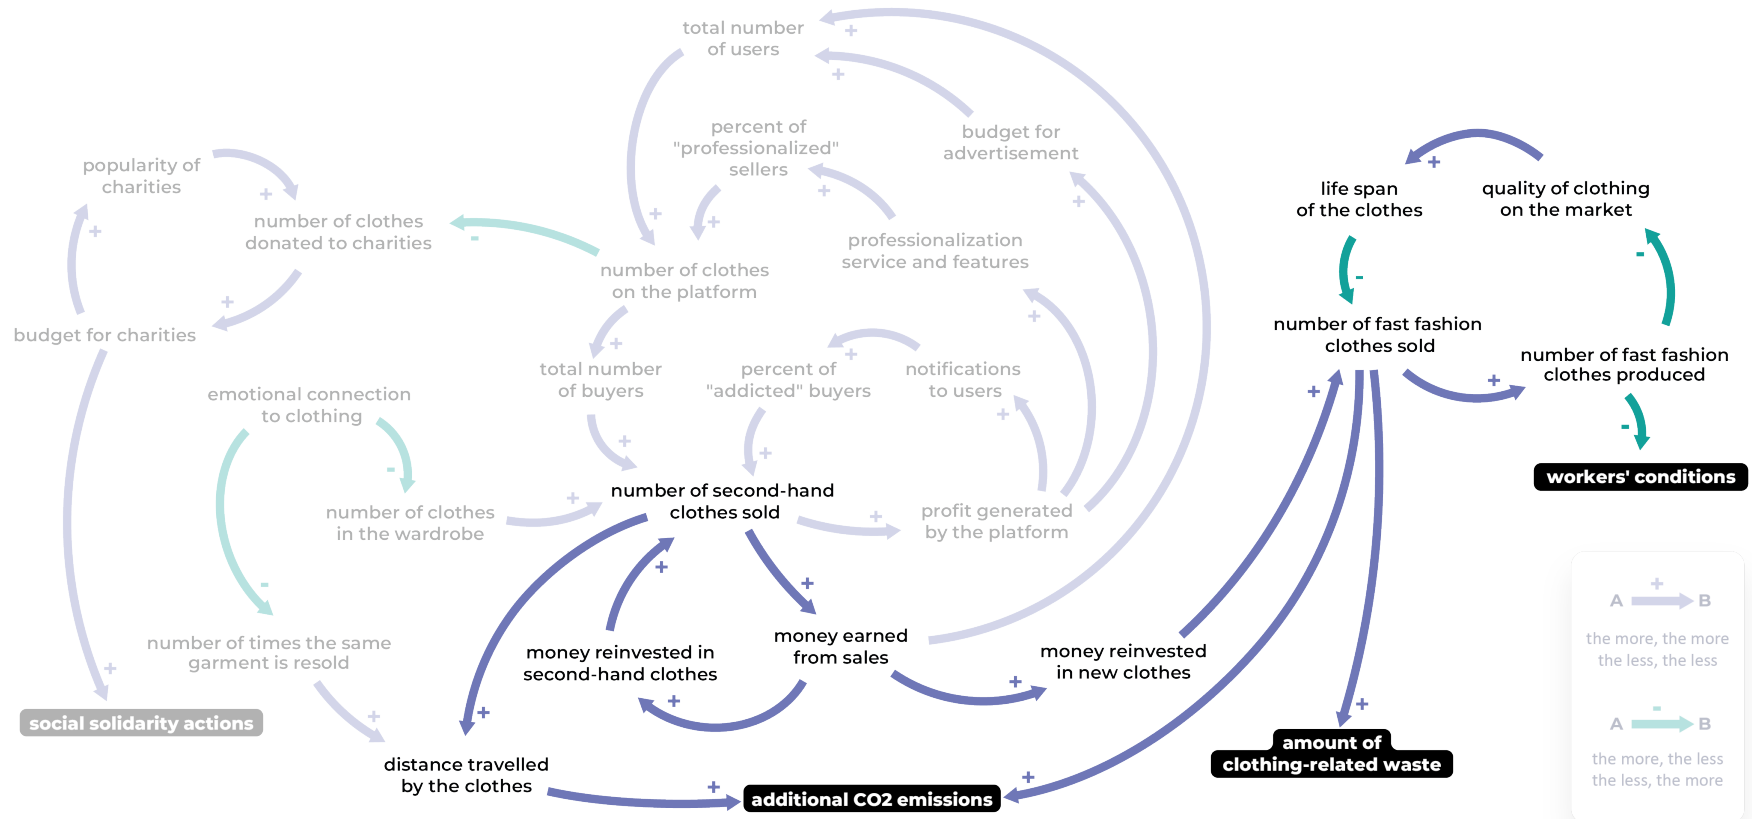 total number
of users
+
+
percent of
"professionalized"
sellers
budget for
advertisement
popularity of
charities
+
+
number of clothes
donated to charities
+
-
+
+
+
+
professionalization
service and features
number of clothes
on the platform
+
budget for charities
+
+
total number
of buyers
percent of
"addicted" buyers
+
notifications
to users
+
emotional connection
to clothing
-
-
number of clothes
in the wardrobe
+
+
+
number of second-hand
clothes sold
+
profit generated
by the platform
+
+
number of times the same
garment is resold
+
+
social solidarity actions
money reinvested in
second-hand clothes
+
money earned
from sales
+
money reinvested
in new clothes
+
distance travelled
by the clothes
+
additional CO2 emissions
+
amount of
clothing-related waste
+
life span
of the clothes
+
quality of clothing
on the market
-
-
number of fast fashion
clothes sold
+
+
number of fast fashion
clothes produced
-
workers' conditions
+
A B
the more, the more
the less, the less
-
A B
the more, the less
the less, the more